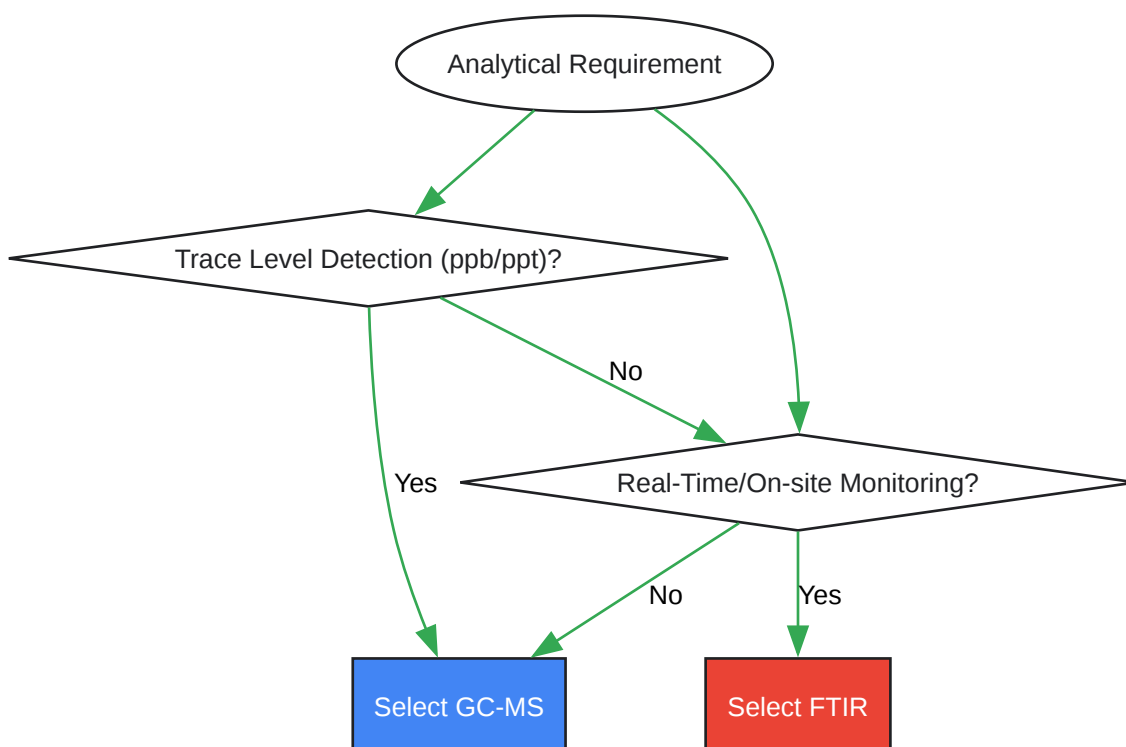 Analytical Requirement
Trace Level Detection (ppb/ppt)?
No
Yes
Real-Time/On-site Monitoring?
No
Yes
Select GC-MS
Select FTIR